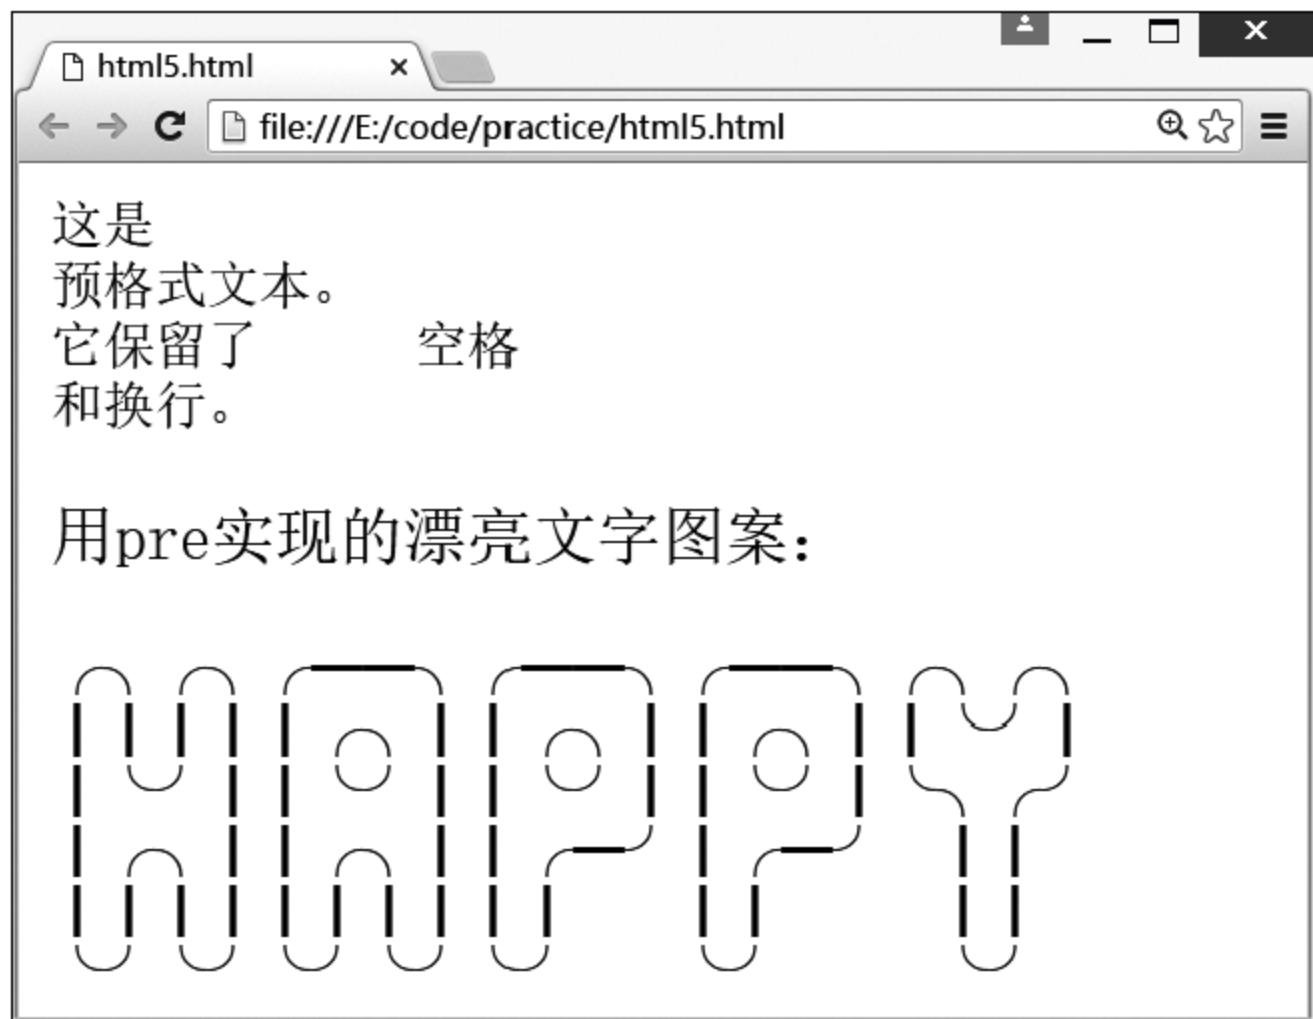 html5.html
file:///E:/code/practice/html5.html
这是
预格式文本。
它保留了      空格
和换行。
用pre实现的漂亮文字图案：
HAPPY